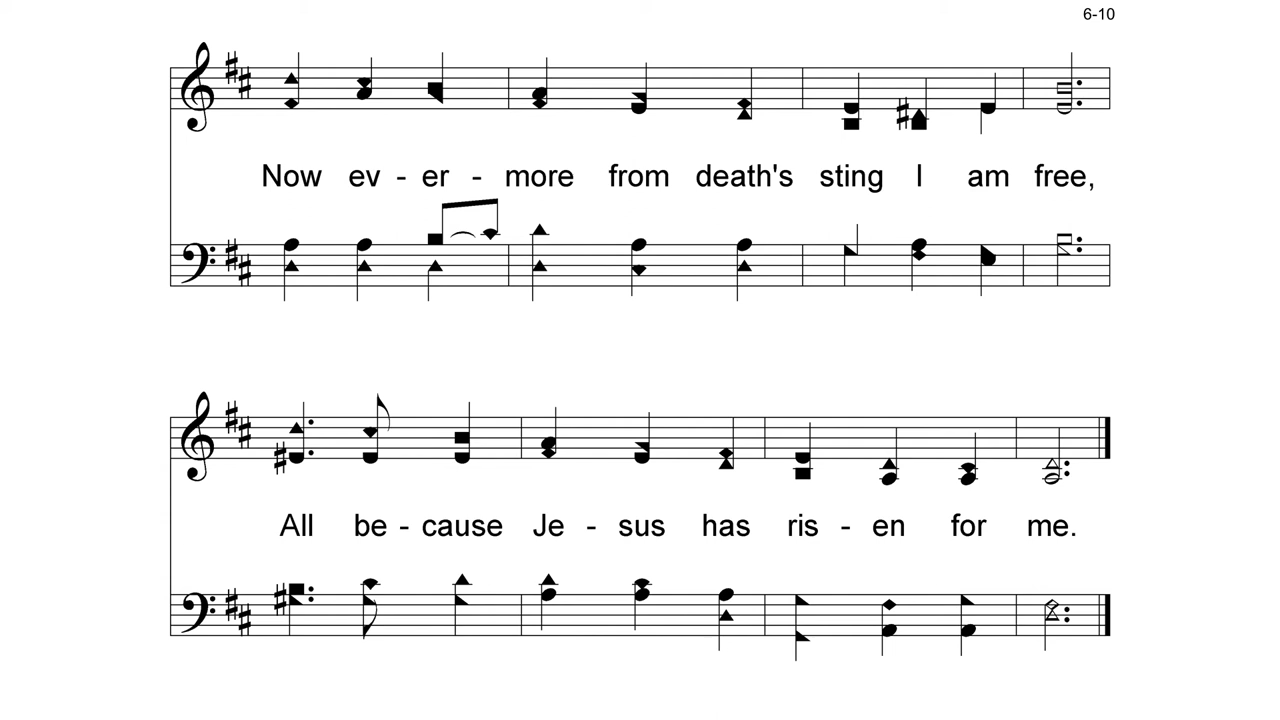 6-10
Now ev - er - more from death's sting I am free,
All be - cause Je - sus has ris - en for me.